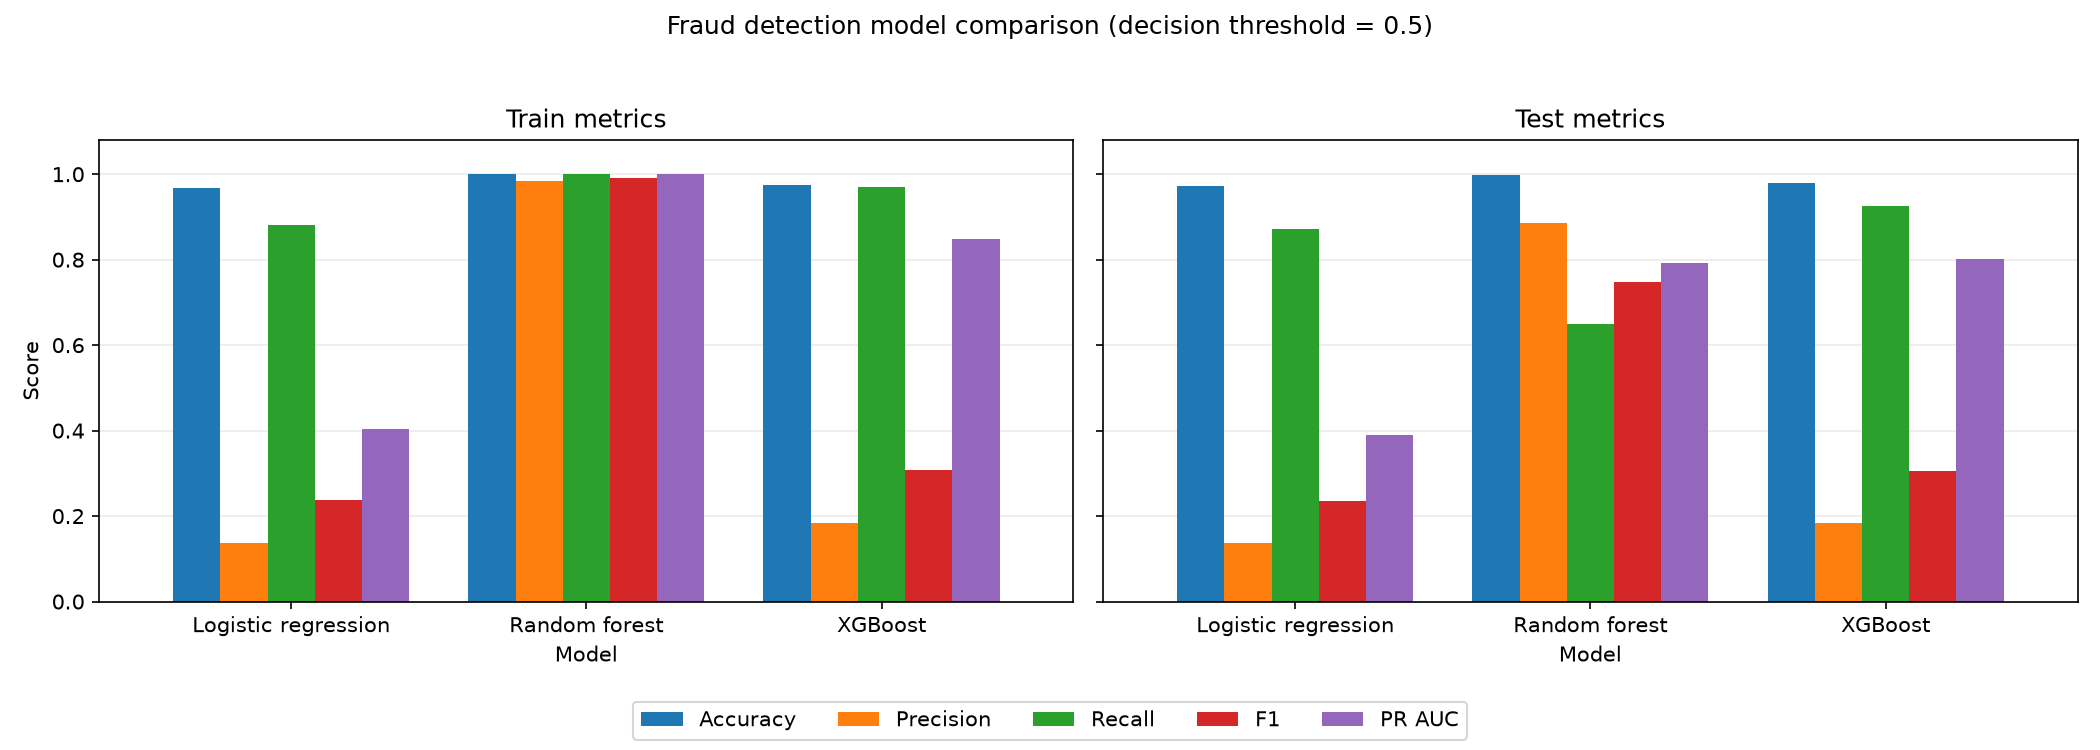 Fraud detection model comparison (decision threshold = 0.5)
Train metrics
Score
1.0
0.8
0.6
0.4
0.2
0.0
Logistic regression Random forest XGBoost
Model
Test metrics
Logistic regression Random forest XGBoost
Model
Accuracy Precision Recall F1 PR AUC